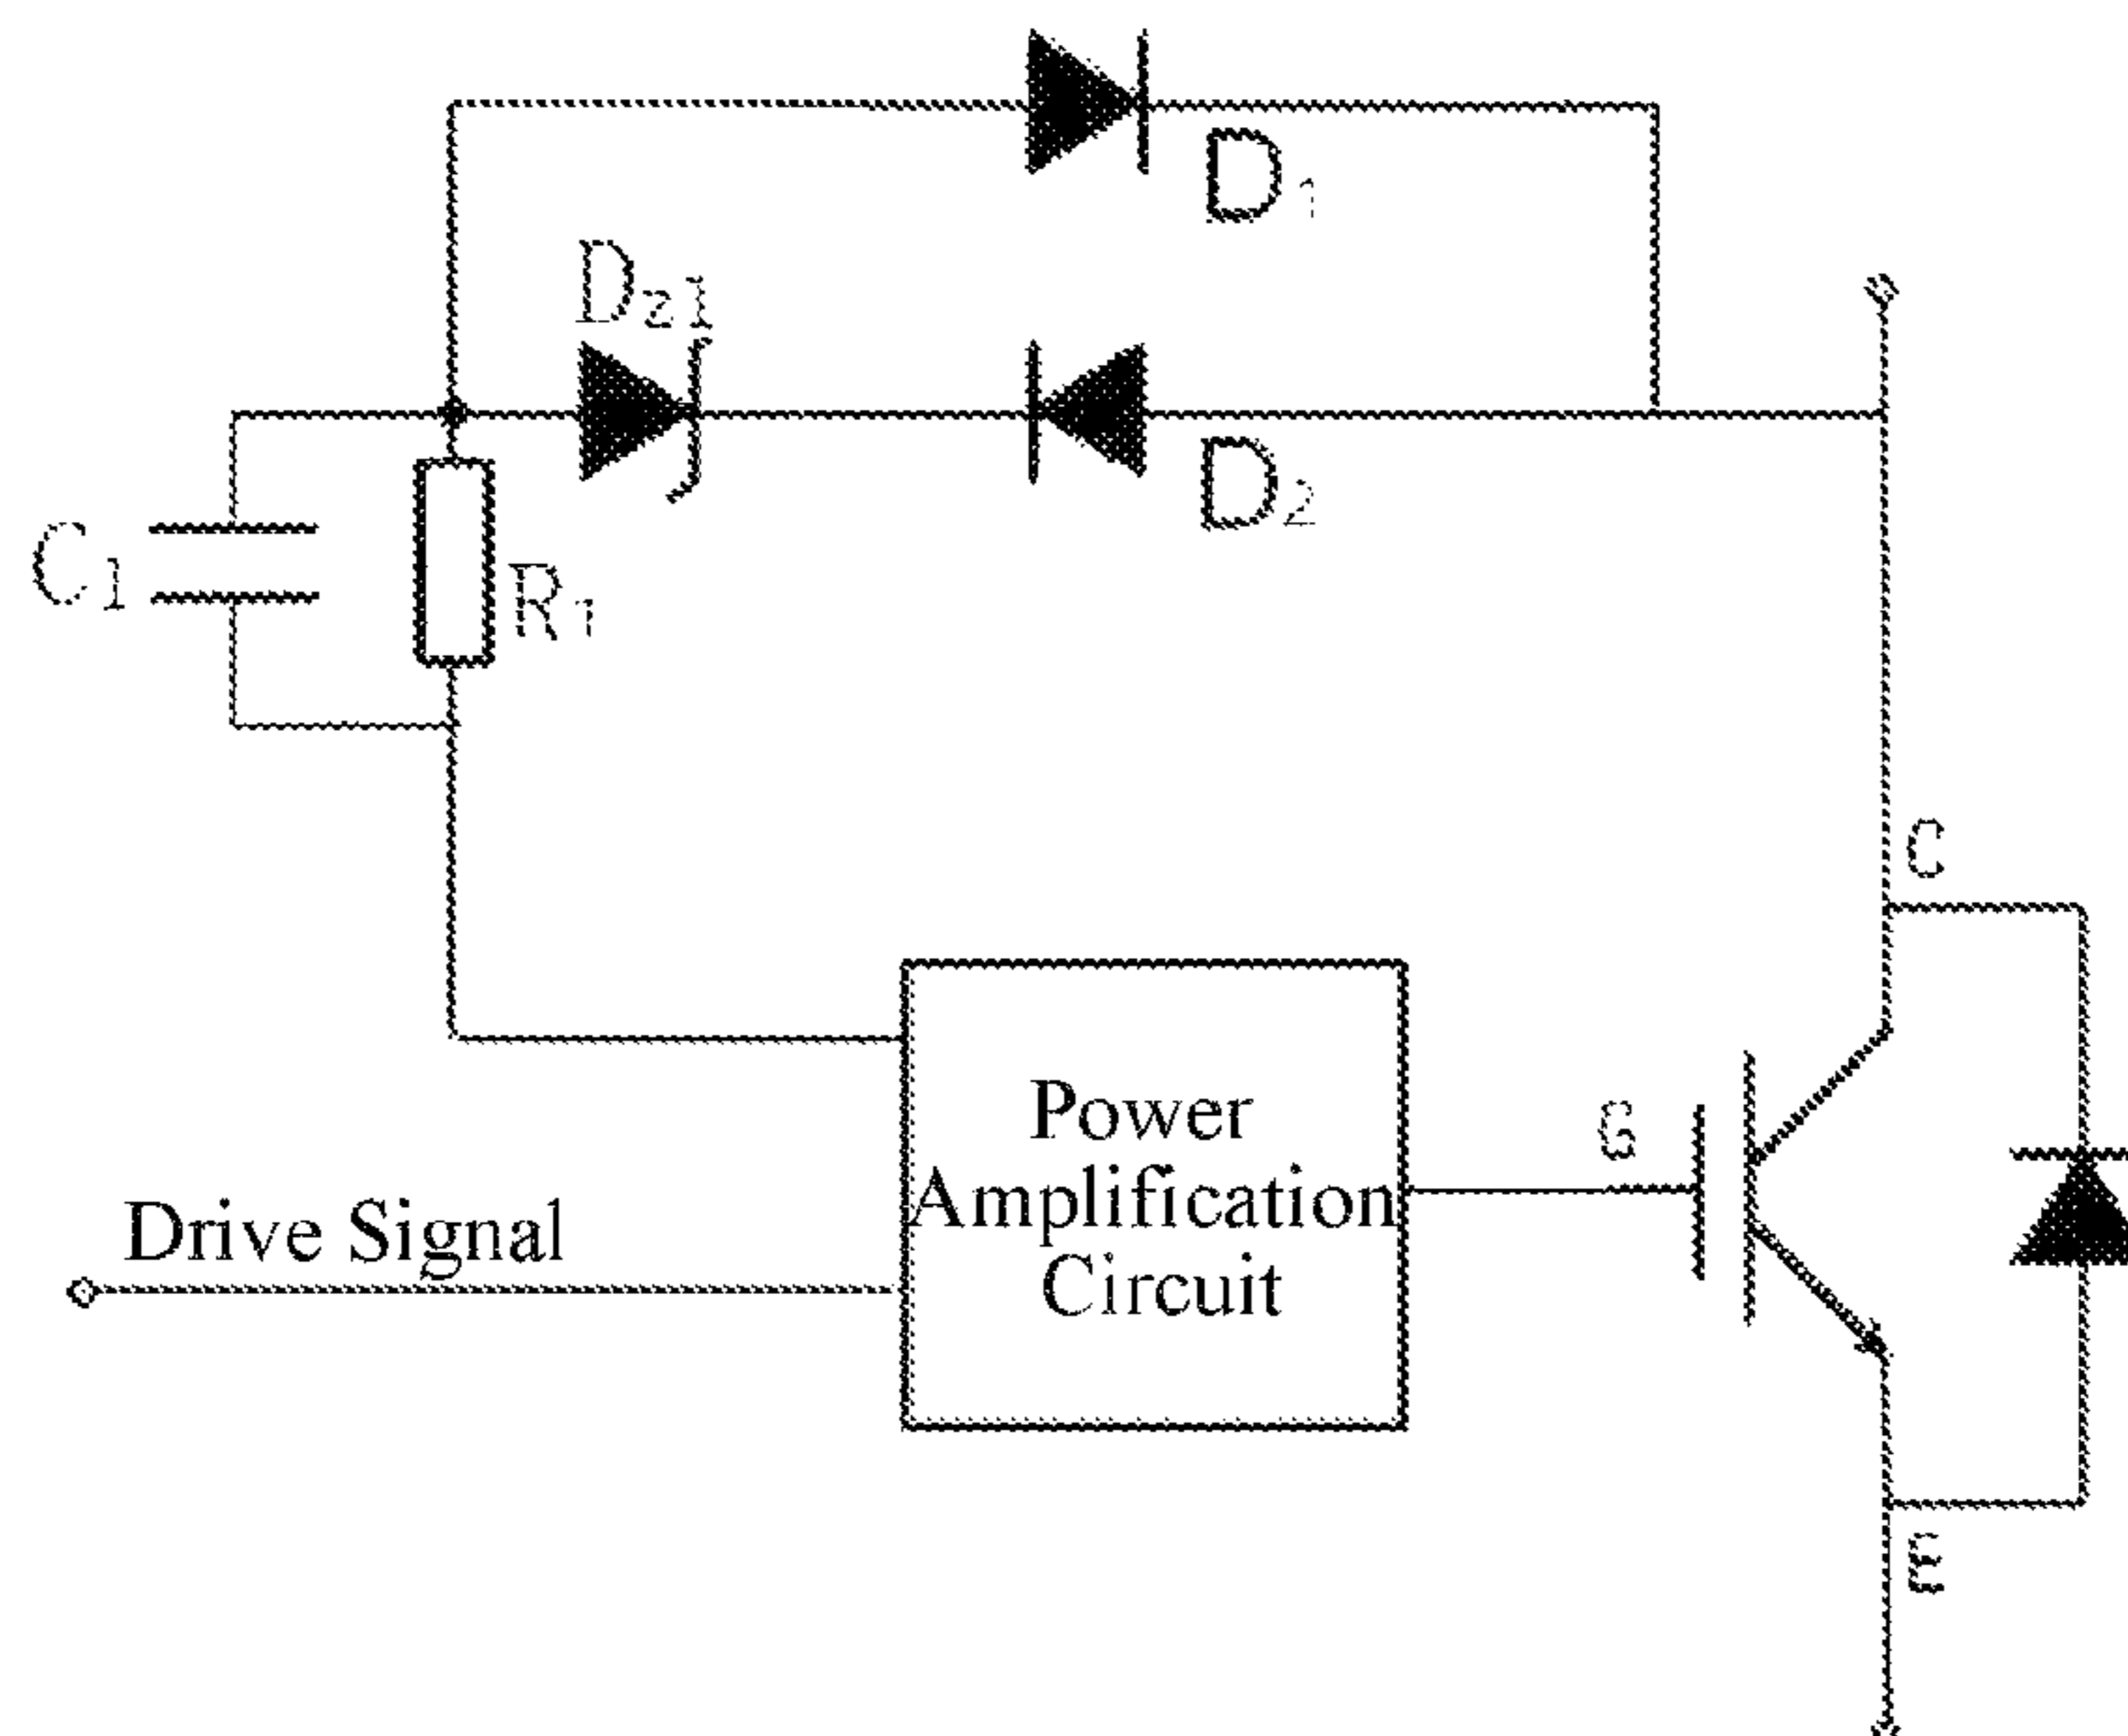 D1
Dz1
D2
C1
R1
C
Power
Amplification
Circuit
G
Drive Signal
E